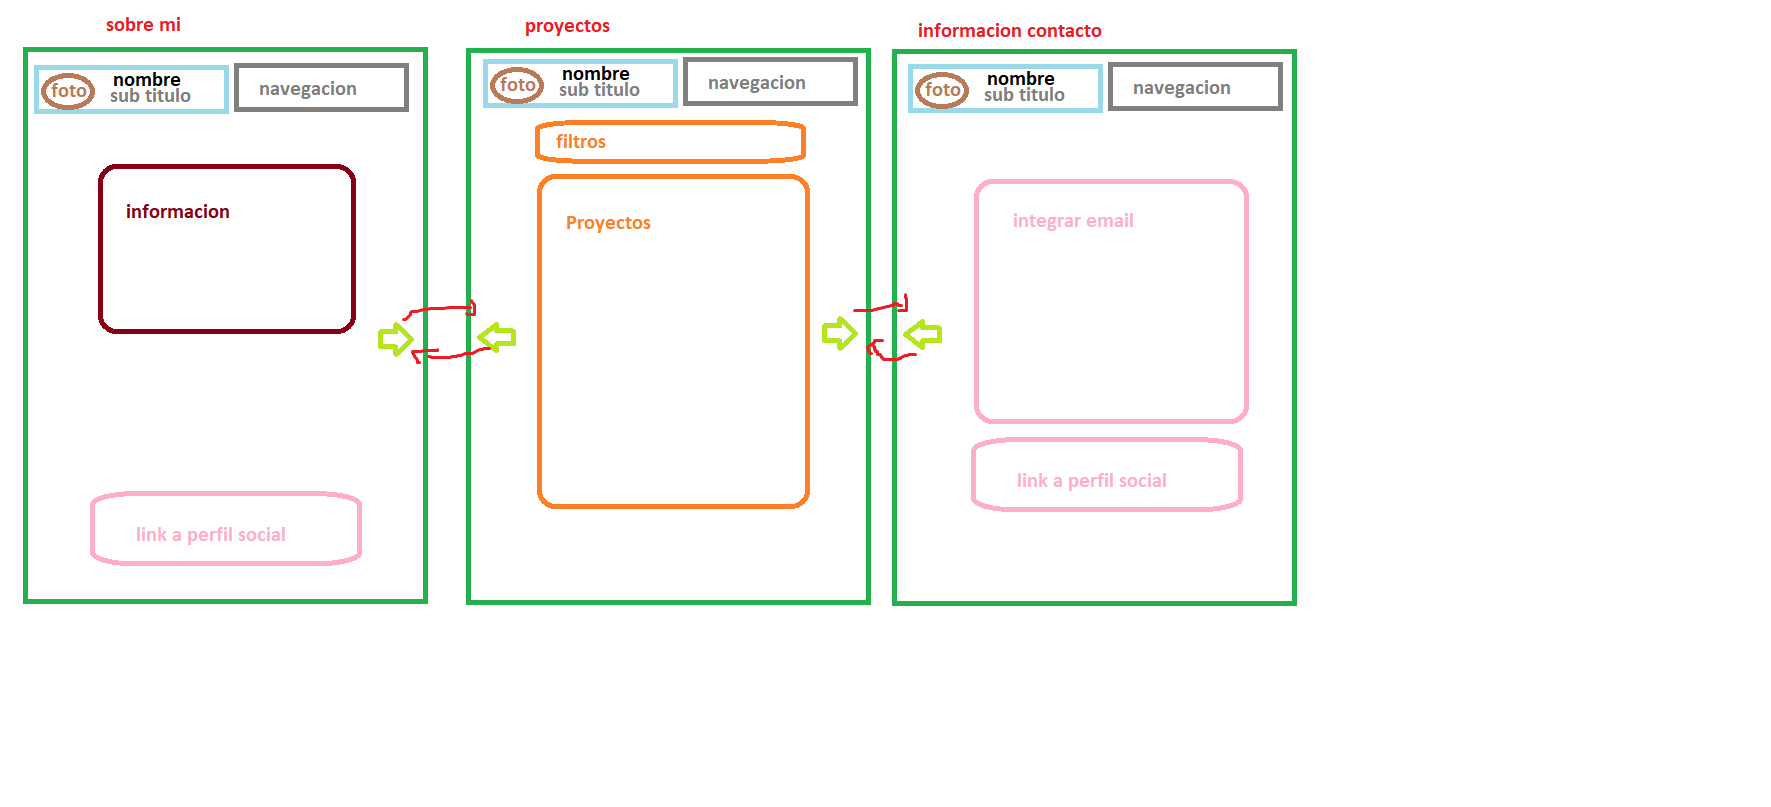 sobre mi
foto
nombre
sub titulo
navegacion
informacion
link a perfil social
proyectos
foto
nombre
sub titulo
navegacion
filtros
Proyectos
informacion contacto
foto
nombre
sub titulo
navegacion
integrar email
link a perfil social